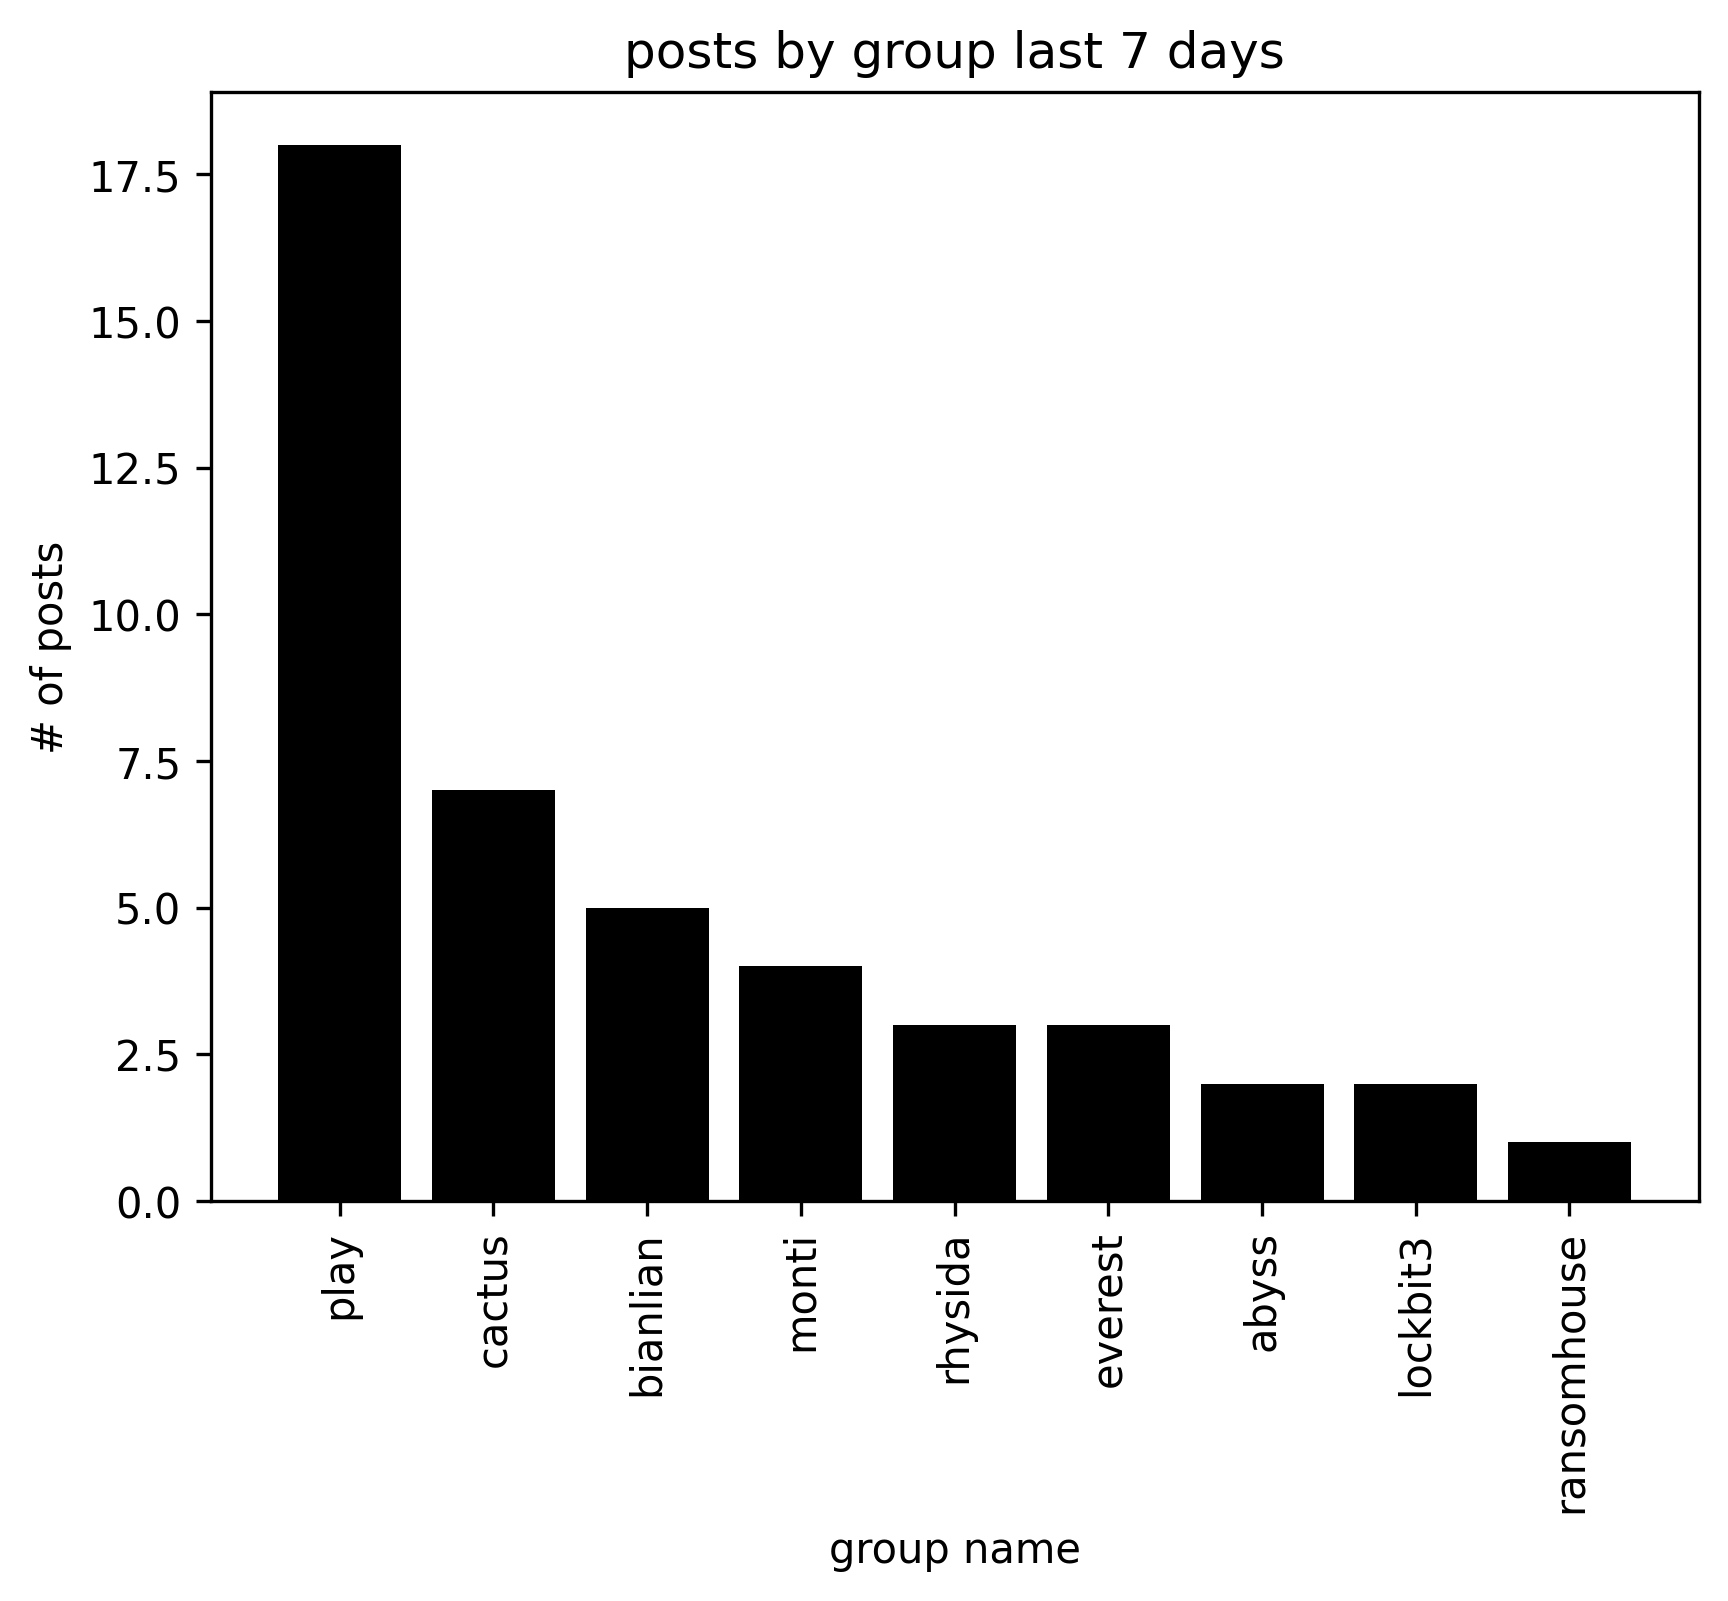 posts by group last 7 days
# of posts
17.5
15.0
12.5
10.0
7.5
5.0
2.5
0.0
play
cactus
bianlian
monti
rhysida
everest
abyss
lockbit3
ransomhouse
group name